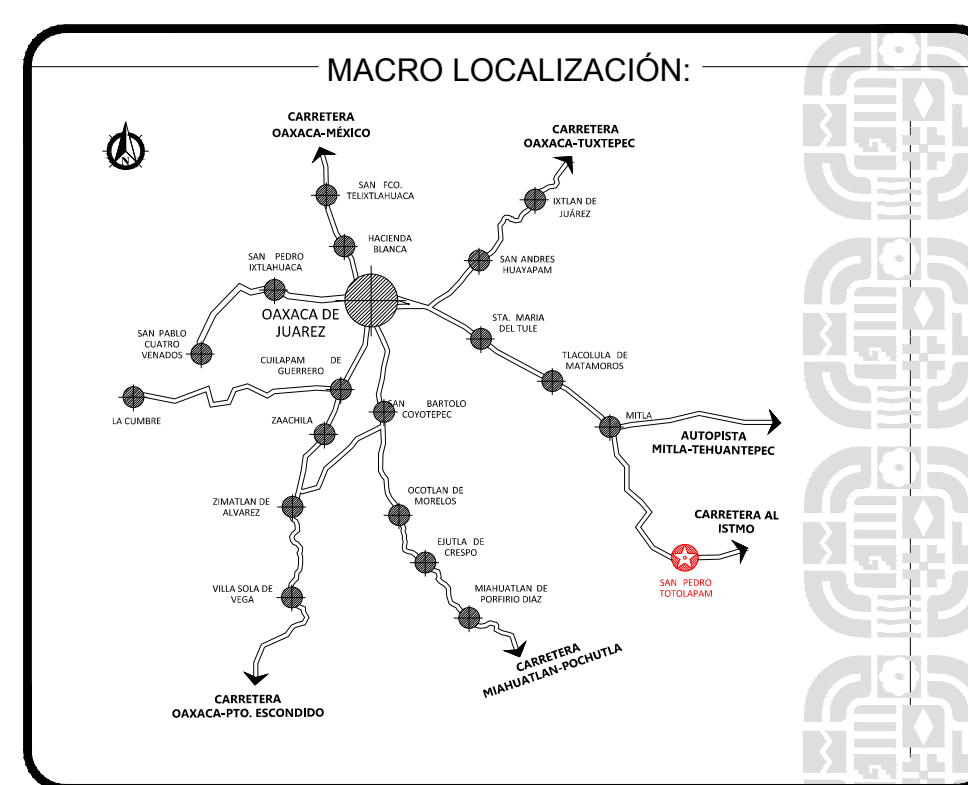 MACRO LOCALIZACIÓN:
CARRETERA
OAXACA-MÉXICO
CARRETERA
OAXACA-TUXTEPEC
N
SAN FCO.
TELIXTLAHUACA
IXTLAN DE
JUÁREZ
HACIENDA
BLANCA
SAN PEDRO
IXTLAHUACA
SAN ANDRES
HUAYAPAM
OAXACA DE
JUAREZ
STA. MARIA
DEL TULE
SAN PABLO
CUATRO
VENADOS
CUILAPAM DE
GUERRERO
TLACOLULA DE
MATAMOROS
LA CUMBRE
ZAACHILA
SAN BARTOLO
COYOTEPEC
MITLA
AUTOPISTA
MITLA-TEHUANTEPEC
ZIMATLAN DE
ALVAREZ
OCOTLAN DE
MORELOS
CARRETERA AL
ISTMO
EJUTLA DE
CRESPO
SAN PEDRO
TOTOLAPAM
VILLA SOLA DE
VEGA
MIAHUATLAN DE
PORFIRIO DIAZ
CARRETERA
MIAHUATLAN-POCHUTLA
CARRETERA
OAXACA-PTO. ESCONDIDO